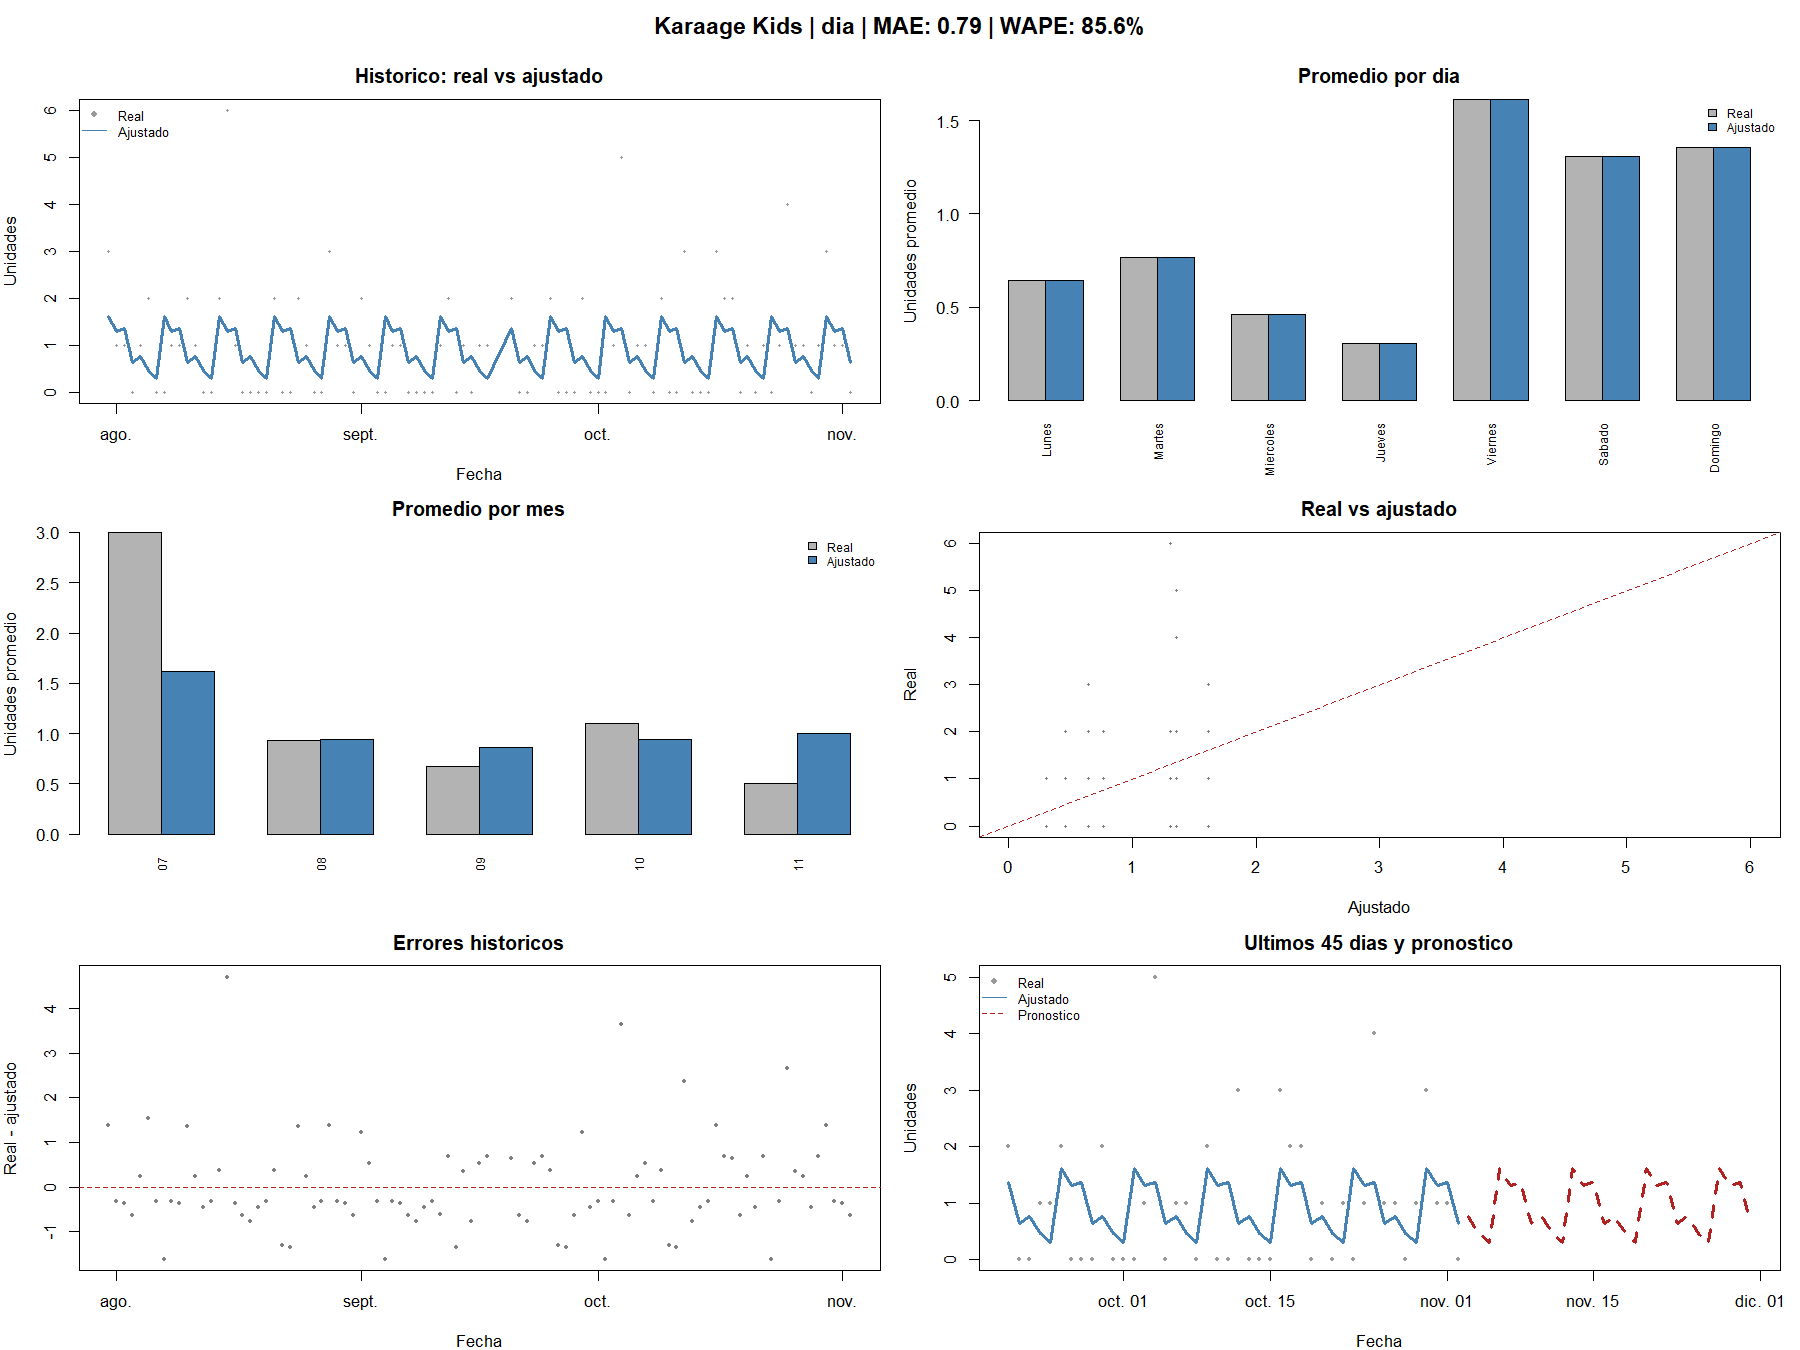 Karaage Kids | dia | MAE: 0.79 | WAPE: 85.6%
Historico: real vs ajustado
Real
Ajustado
Unidades
0 1 2 3 4 5 6
ago. sept. oct. nov.
Fecha
Promedio por dia
Real
Ajustado
Unidades promedio
0.0 0.5 1.0 1.5
Lunes Martes Miercoles Jueves Viernes Sabado Domingo
Promedio por mes
Real
Ajustado
Unidades promedio
0.0 0.5 1.0 1.5 2.0 2.5 3.0
07 08 09 10 11
Real vs ajustado
Real
0 1 2 3 4 5 6
0 1 2 3 4 5 6
Ajustado
Errores historicos
Real - ajustado
-1 0 1 2 3 4
ago. sept. oct. nov.
Fecha
Ultimos 45 dias y pronostico
Real
Ajustado
Pronostico
Unidades
0 1 2 3 4 5
oct. 01 oct. 15 nov. 01 nov. 15 dic. 01
Fecha